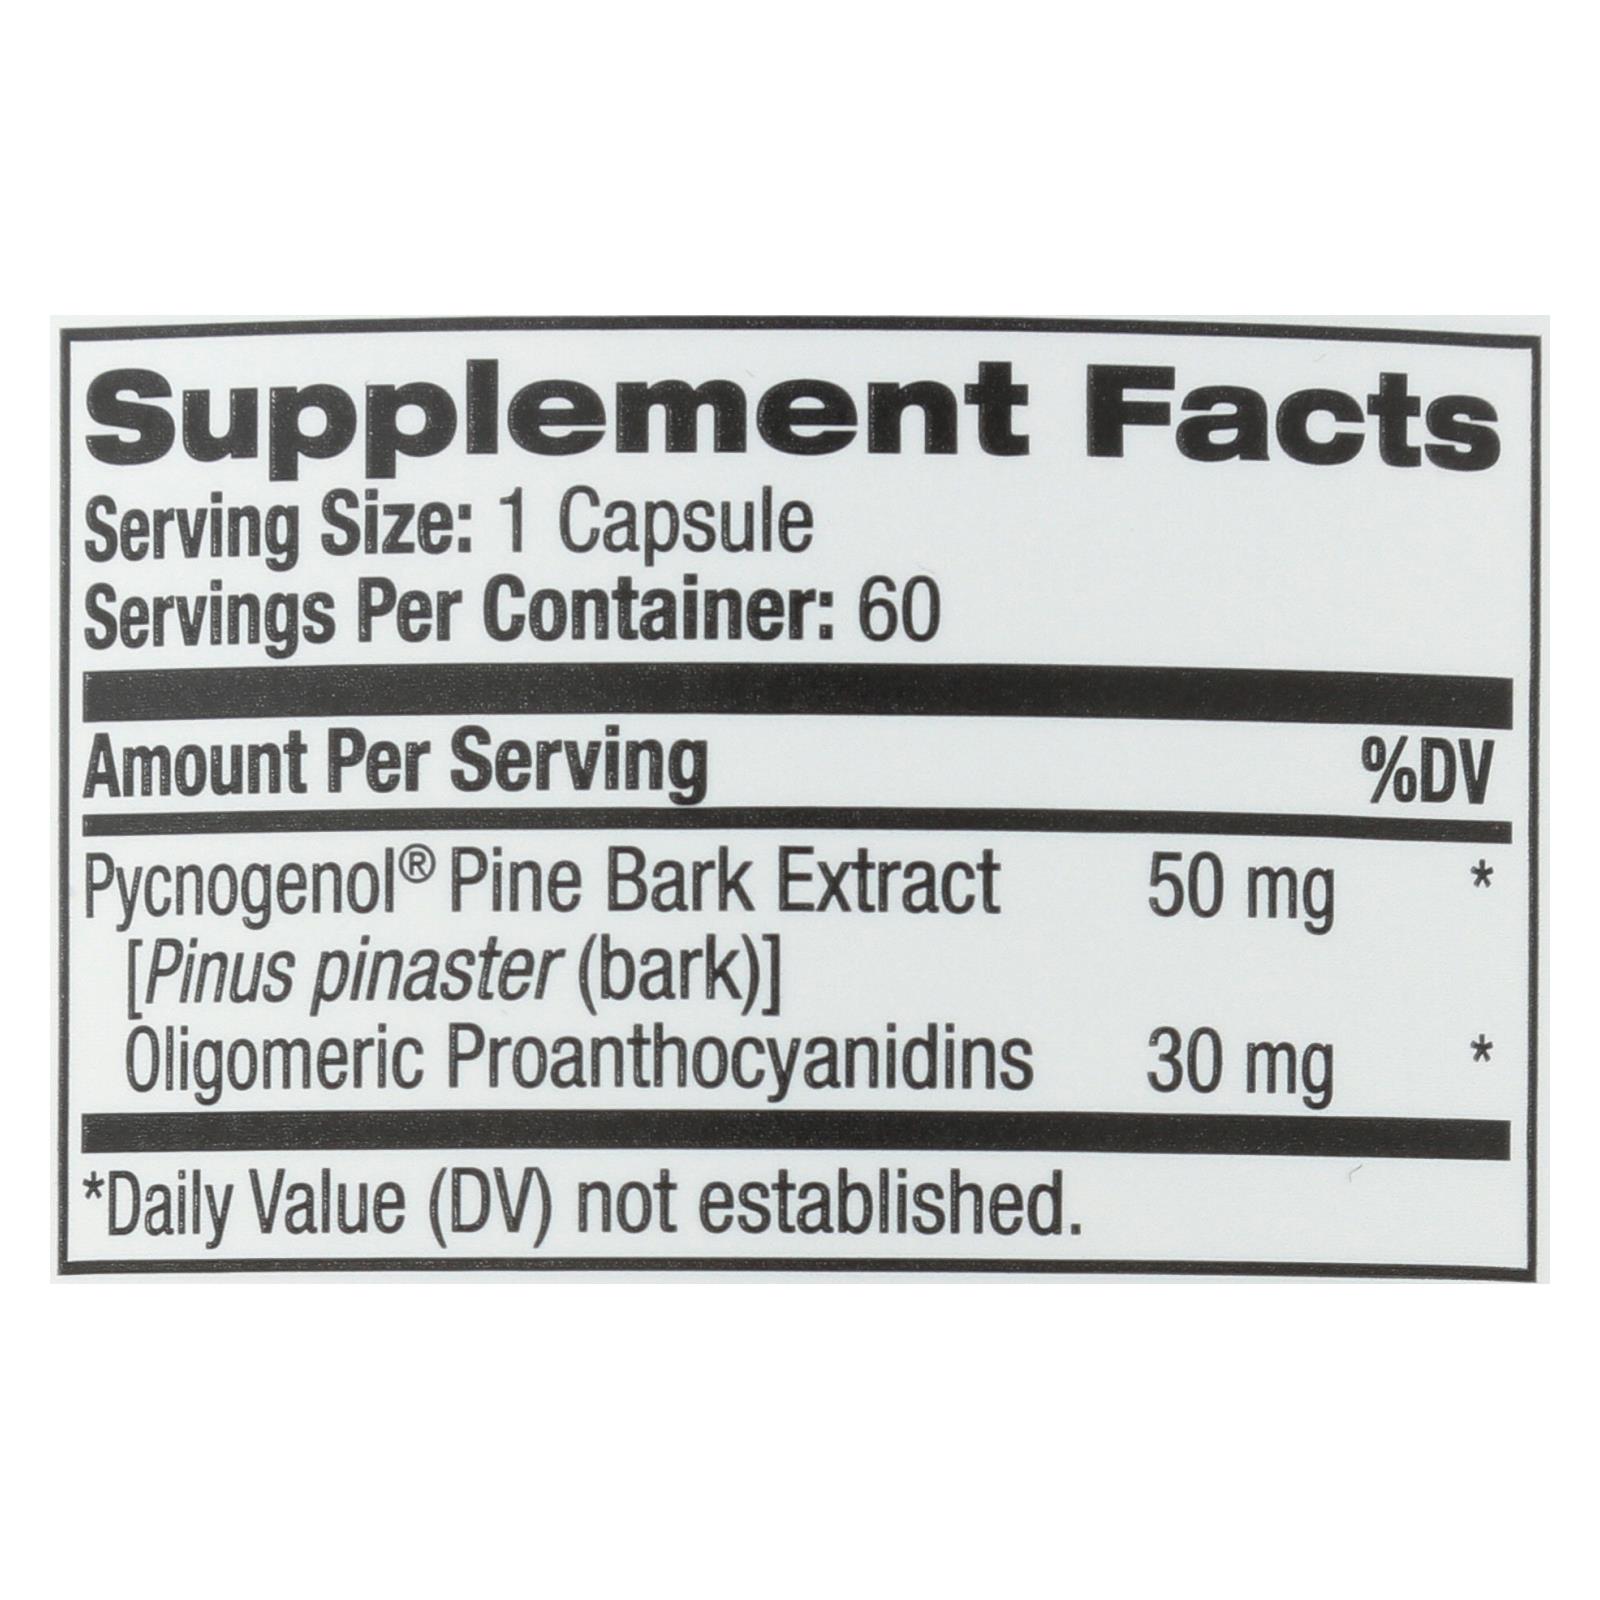 Supplement Facts
Serving Size: 1 Capsule
Servings Per Container: 60
Amount Per Serving %DV
Pycnogenol® Pine Bark Extract 50 mg *
[Pinus pinaster (bark)]
Oligomeric Proanthocyanidins 30 mg *
*Daily Value (DV) not established.